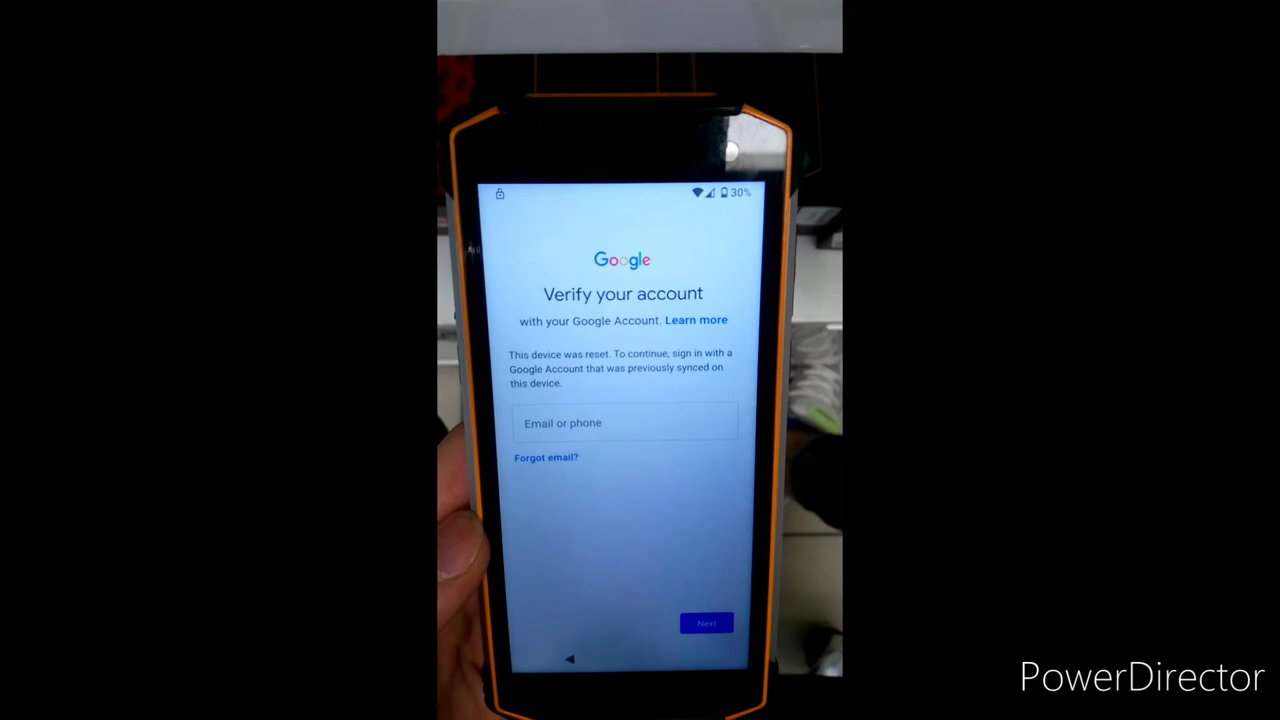 30%
Google
Verify your account
with your Google Account. Learn more
This device was reset. To continue, sign in with a
Google Account that was previously synced on
this device.
Email or phone
Forgot email?
Next
PowerDirector